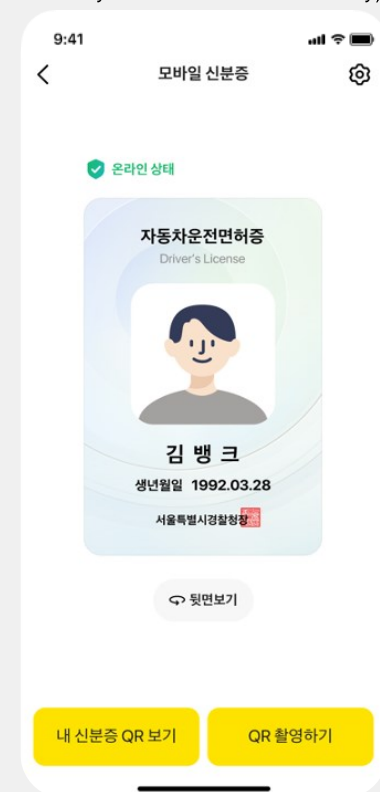 9:41
모바일 신분증
온라인 상태
자동차운전면허증
Driver's License
김 뱅 크
생년월일 1992.03.28
서울특별시경찰청장
뒷면보기
내 신분증 QR 보기
QR 촬영하기